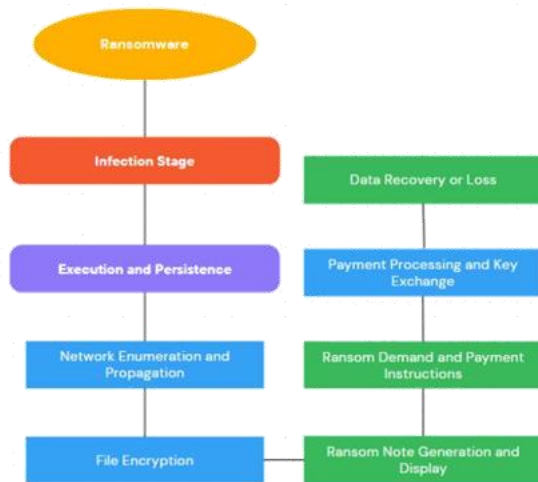 Ransomware
Infection Stage
Execution and Persistence
Network Enumeration and
Propagation
File Encryption
Ransom Note Generation and
Display
Ransom Demand and Payment
Instructions
Payment Processing and Key
Exchange
Data Recovery or Loss